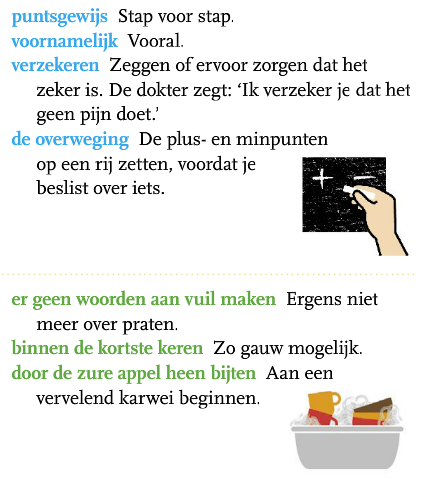 puntsgewijs Stap voor stap.
voornamelijk Vooral.
verzekeren Zeggen of ervoor zorgen dat het
zeker is. De dokter zegt: ‘Ik verzeker je dat het
geen pijn doet.’
de overweging De plus- en minpunten
op een rij zetten, voordat je
beslist over iets.
+ −
er geen woorden aan vuil maken Ergens niet
meer over praten.
binnen de kortste keren Zo gauw mogelijk.
door de zure appel heen bijten Aan een
vervelend karwei beginnen.